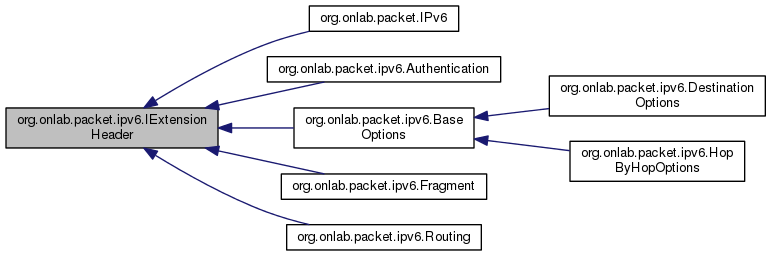 org.onlab.packet.IPv6
org.onlab.packet.ipv6.Authentication
org.onlab.packet.ipv6.IExtension
Header
org.onlab.packet.ipv6.Base
Options
org.onlab.packet.ipv6.Destination
Options
org.onlab.packet.ipv6.Hop
ByHopOptions
org.onlab.packet.ipv6.Fragment
org.onlab.packet.ipv6.Routing